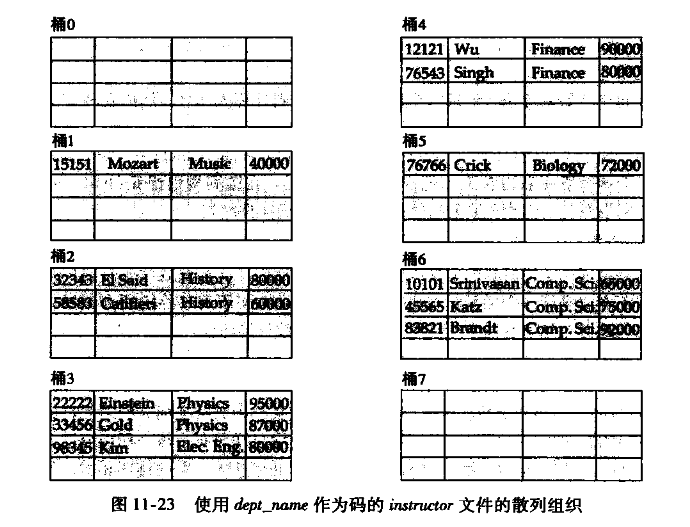 桶0
桶1
15151 Mozart Music 40000
桶2
32343 El Said History 80000
58583 Califieri History 60000
桶3
22222 Einstein Physics 95000
33456 Gold Physics 87000
98345 Kim Elec. Eng. 80000
桶4
12121 Wu Finance 90000
76543 Singh Finance 80000
桶5
76766 Crick Biology 72000
桶6
10101 Srinivasan Comp. Sci. 65000
45565 Katz Comp. Sci. 75000
83821 Brandt Comp. Sci. 92000
桶7
图 11-23 使用 dept_name 作为码的 instructor 文件的散列组织